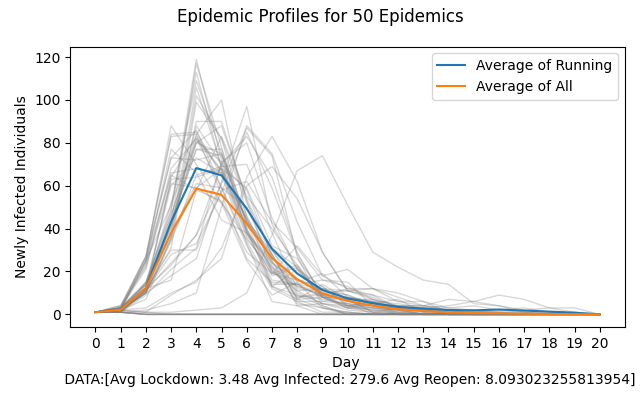 Epidemic Profiles for 50 Epidemics
Average of Running
Average of All
Newly Infected Individuals
120
100
80
60
40
20
0
0 1 2 3 4 5 6 7 8 9 10 11 12 13 14 15 16 17 18 19 20
Day
DATA:[Avg Lockdown: 3.48 Avg Infected: 279.6 Avg Reopen: 8.093023255813954]